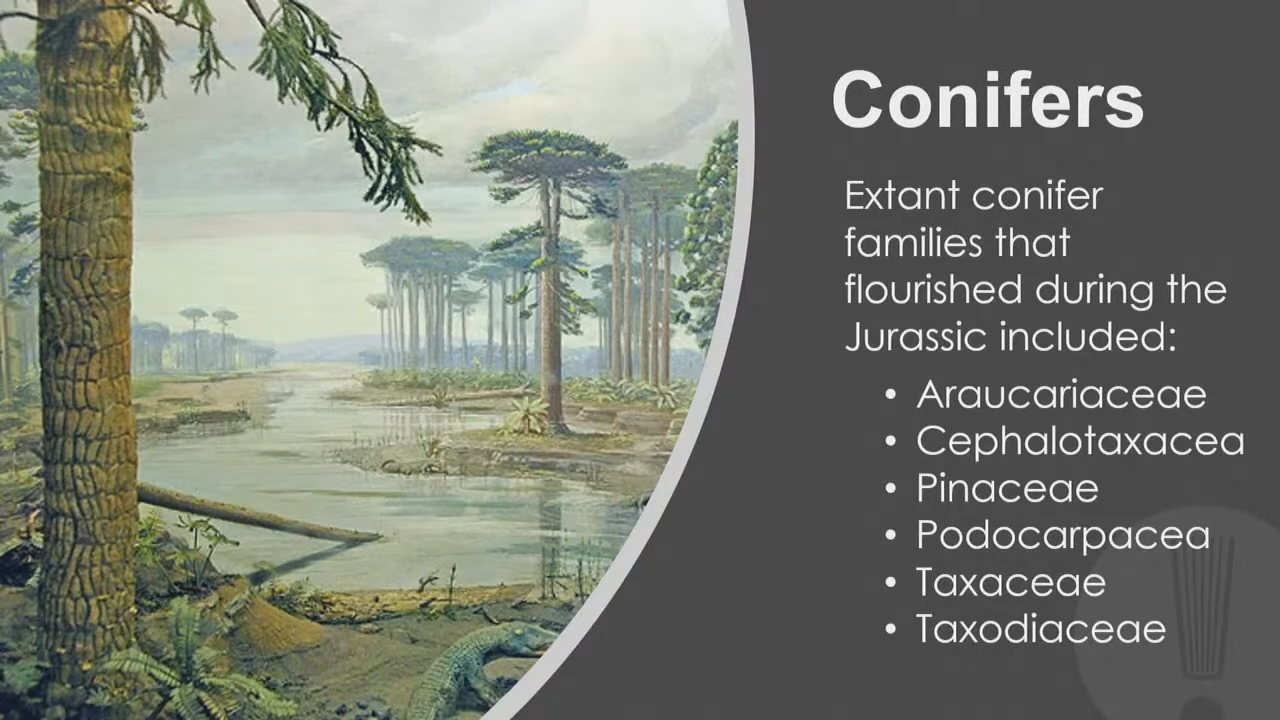 Conifers
Extant conifer
families that
flourished during the
Jurassic included:
• Araucariaceae
• Cephalotaxacea
• Pinaceae
• Podocarpacea
• Taxaceae
• Taxodiaceae